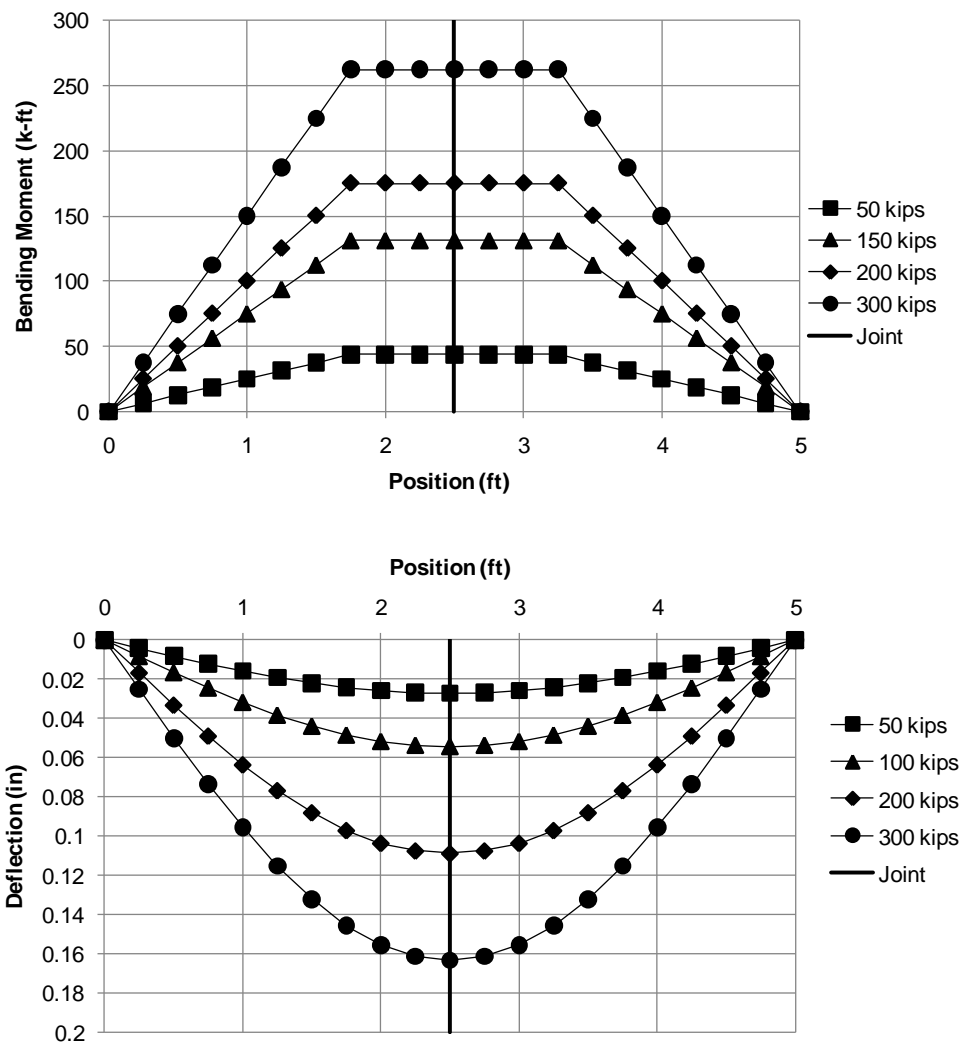 300
250
200
150
100
50
0
Bending Moment (k-ft)
0 1 2 3 4 5
Position (ft)
50 kips
150 kips
200 kips
300 kips
Joint
Position (ft)
0 1 2 3 4 5
0
0.02
0.04
0.06
0.08
0.1
0.12
0.14
0.16
0.18
0.2
Deflection (in)
50 kips
100 kips
200 kips
300 kips
Joint